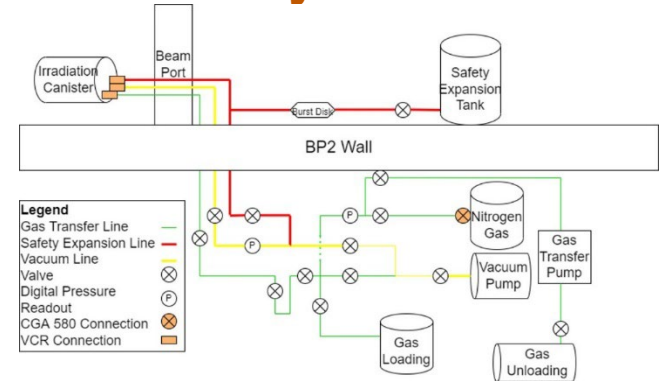 Irradiation
Canister
Beam
Port
Burst Disk
Safety
Expansion
Tank
BP2 Wall
Legend
Gas Transfer Line
Safety Expansion Line
Vacuum Line
Valve
Digital Pressure
Readout
CGA 580 Connection
VCR Connection
P
P
P
Nitrogen
Gas
Gas
Transfer
Pump
Vacuum
Pump
Gas
Loading
Gas
Unloading